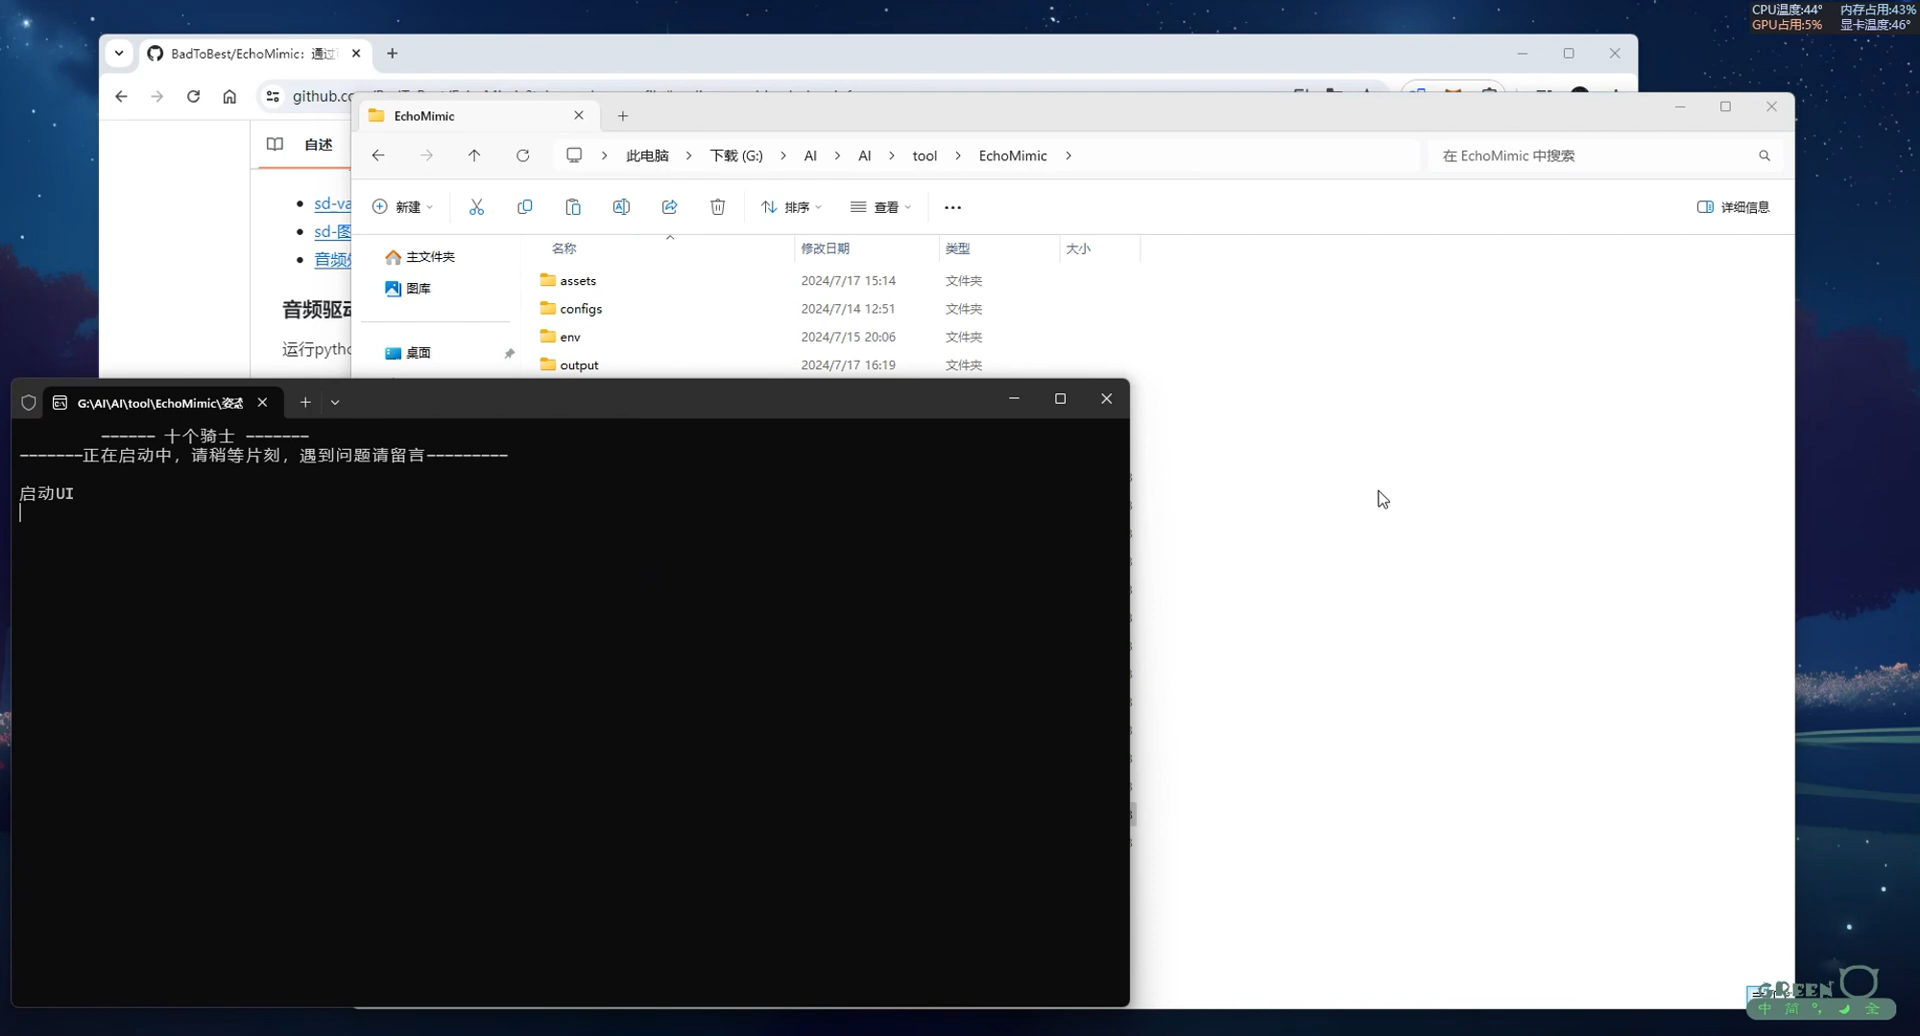 CPU温度:44° 内存占用:43%
GPU占用:5% 显卡温度:46°
BadToBest/EchoMimic: 通过
EchoMimic
此电脑 下载 (G:) AI AI tool EchoMimic
在 EchoMimic 中搜索
自述
新建
排序
查看
详细信息
sd-va
sd-图
音频
音频驱动
运行pytho
主文件夹
图库
桌面
名称 修改日期 类型 大小
assets 2024/7/17 15:14 文件夹
configs 2024/7/14 12:51 文件夹
env 2024/7/15 20:06 文件夹
output 2024/7/17 16:19 文件夹
G:\AI\AI\tool\EchoMimic\姿态
------ 十个骑士 -------
-------正在启动中，请稍等片刻，遇到问题请留言---------
启动UI
GREEN
中 简 全